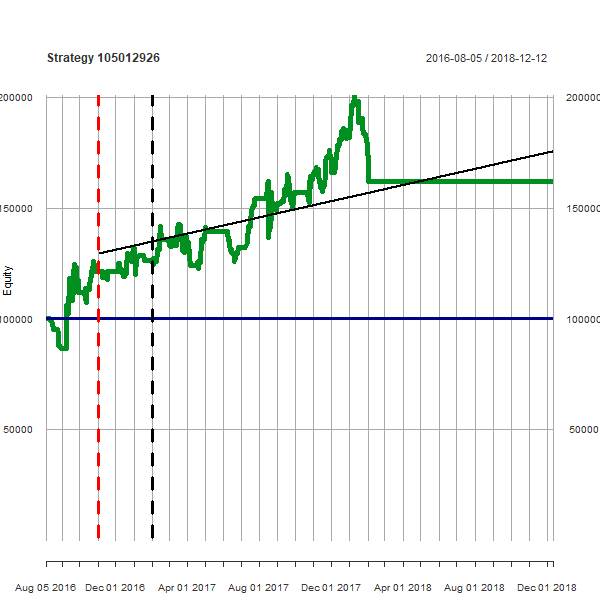 Strategy 105012926
2016-08-05 / 2018-12-12
200000 200000
150000 150000
Equity
100000 100000
50000 50000
Aug 05 2016 Dec 01 2016 Apr 01 2017 Aug 01 2017 Dec 01 2017 Apr 01 2018 Aug 01 2018 Dec 01 2018